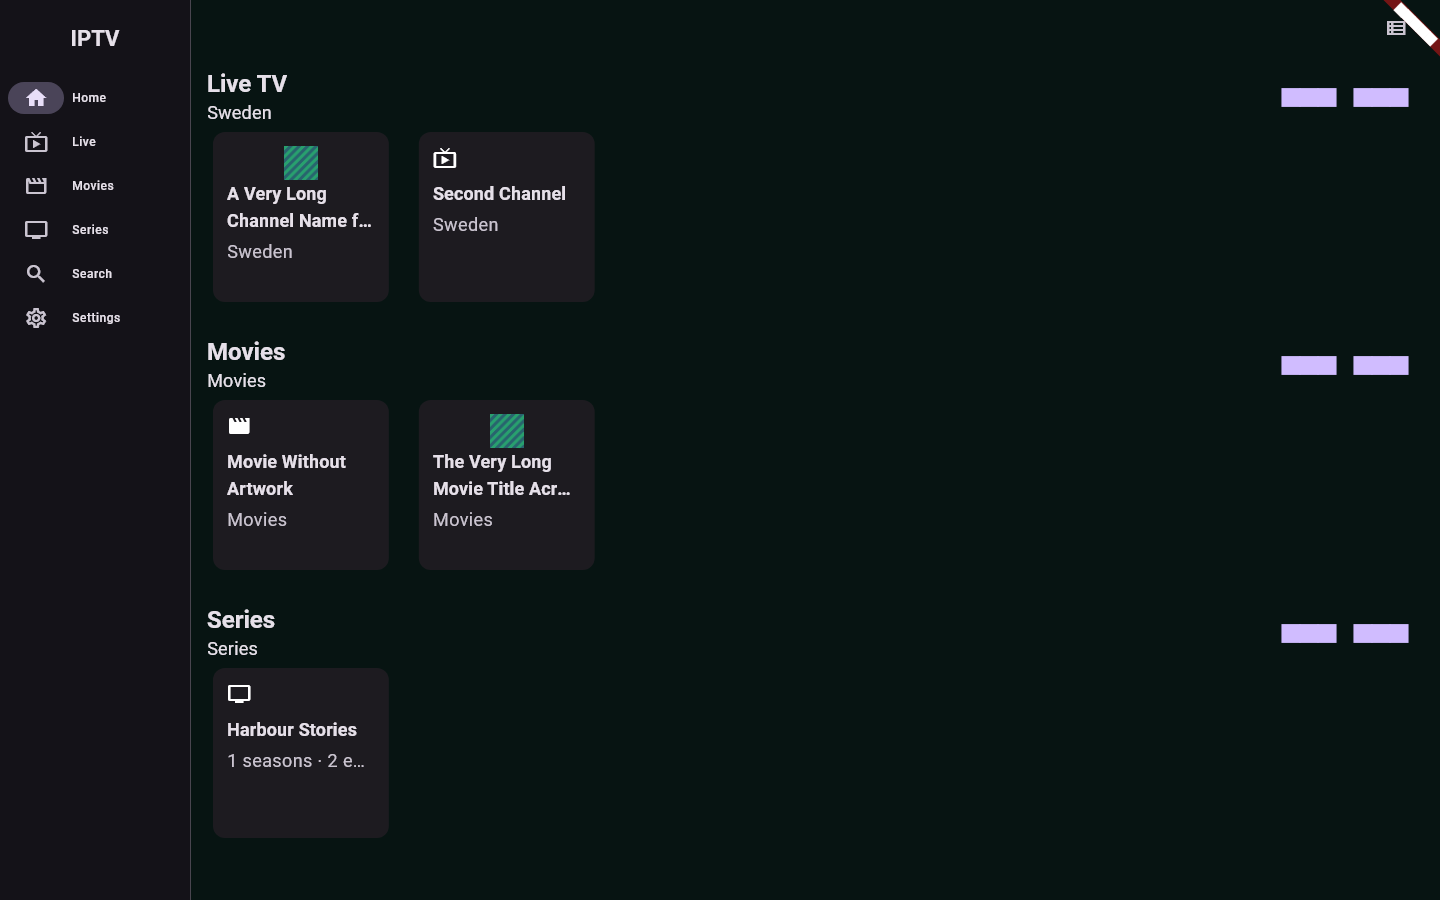 IPTV
Home
Live
Movies
Series
Search
Settings
Live TV
Sweden
A Very Long
Channel Name f…
Sweden
Second Channel
Sweden
Movies
Movies
Movie Without
Artwork
Movies
The Very Long
Movie Title Acr…
Movies
Series
Series
Harbour Stories
1 seasons · 2 e…